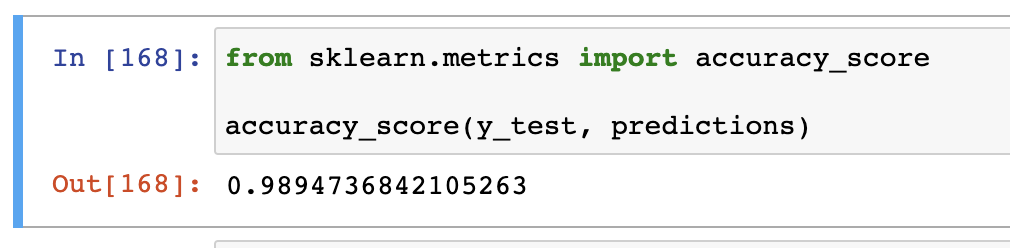 In [168]: from sklearn.metrics import accuracy_score
accuracy_score(y_test, predictions)
Out[168]: 0.9894736842105263